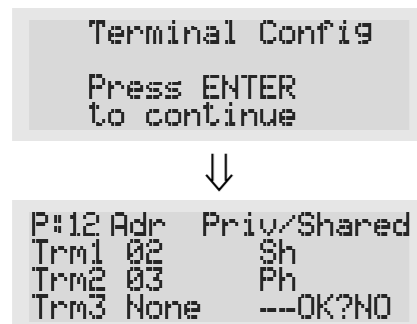 Terminal Config
Press ENTER
to continue
⇓
P:12 Adr Priv/Shared
Trm1 02 Sh
Trm2 03 Ph
Trm3 None ----OK?NO